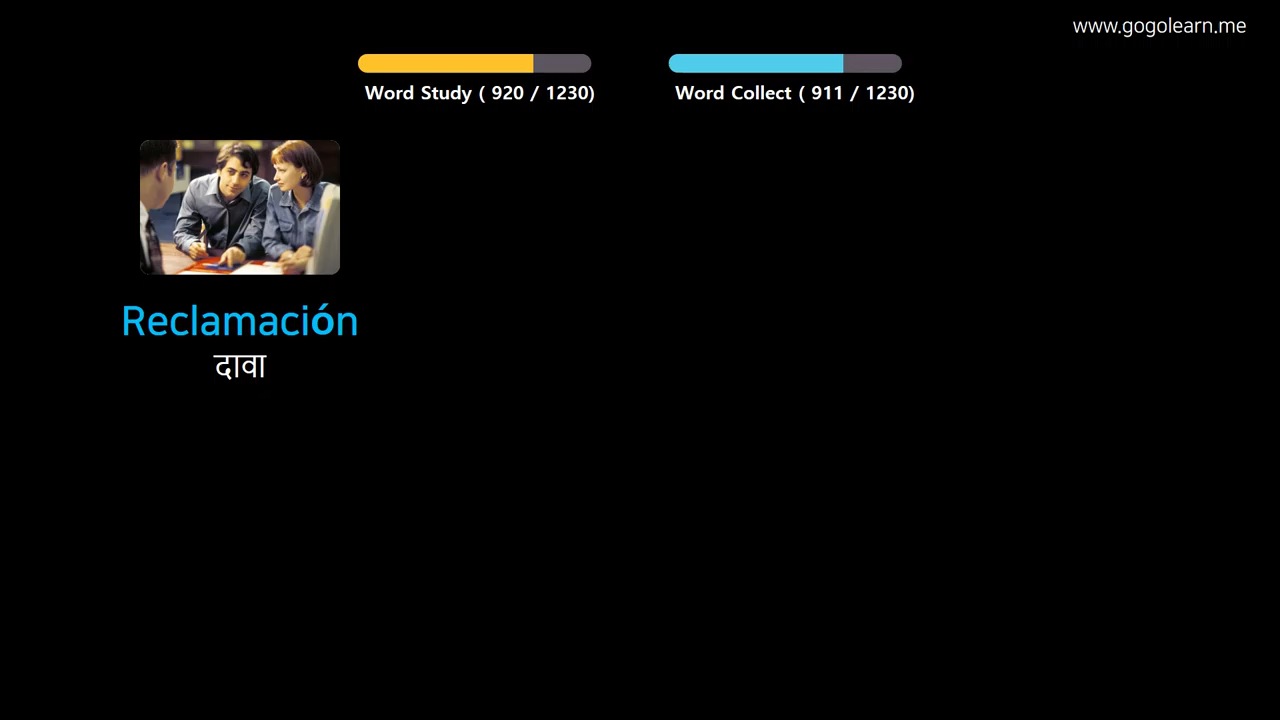 www.gogolearn.me
Word Study ( 920 / 1230)
Word Collect ( 911 / 1230)
Reclamación
दावा